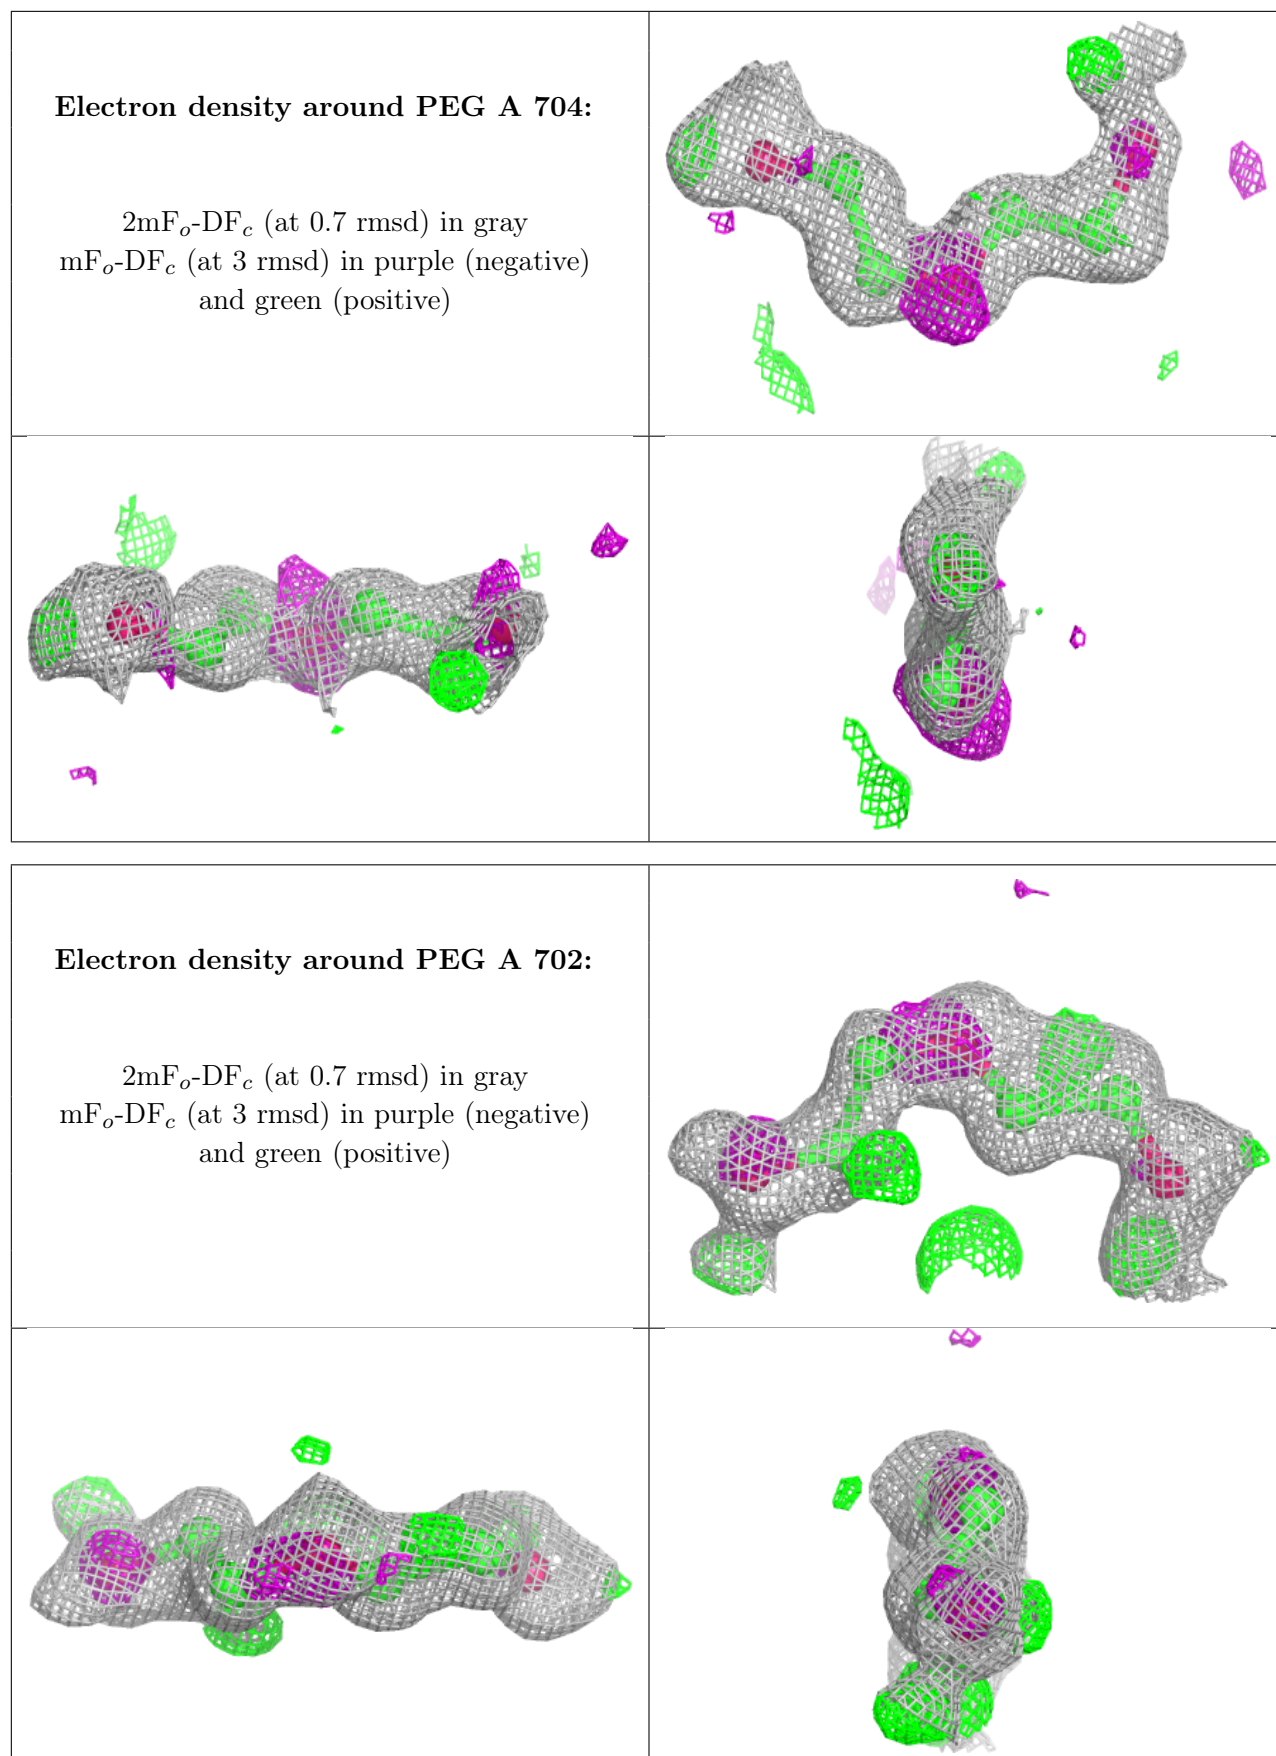 Electron density around PEG A 704:
2mFo-DFc (at 0.7 rmsd) in gray
mFo-DFc (at 3 rmsd) in purple (negative)
and green (positive)
Electron density around PEG A 702:
2mFo-DFc (at 0.7 rmsd) in gray
mFo-DFc (at 3 rmsd) in purple (negative)
and green (positive)